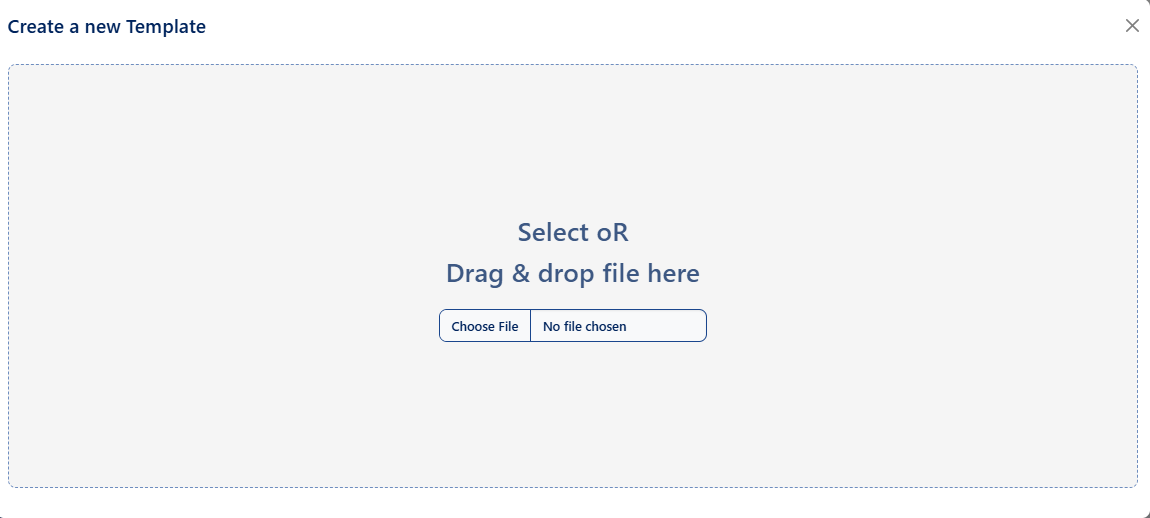 Create a new Template
Select oR
Drag & drop file here
Choose File No file chosen